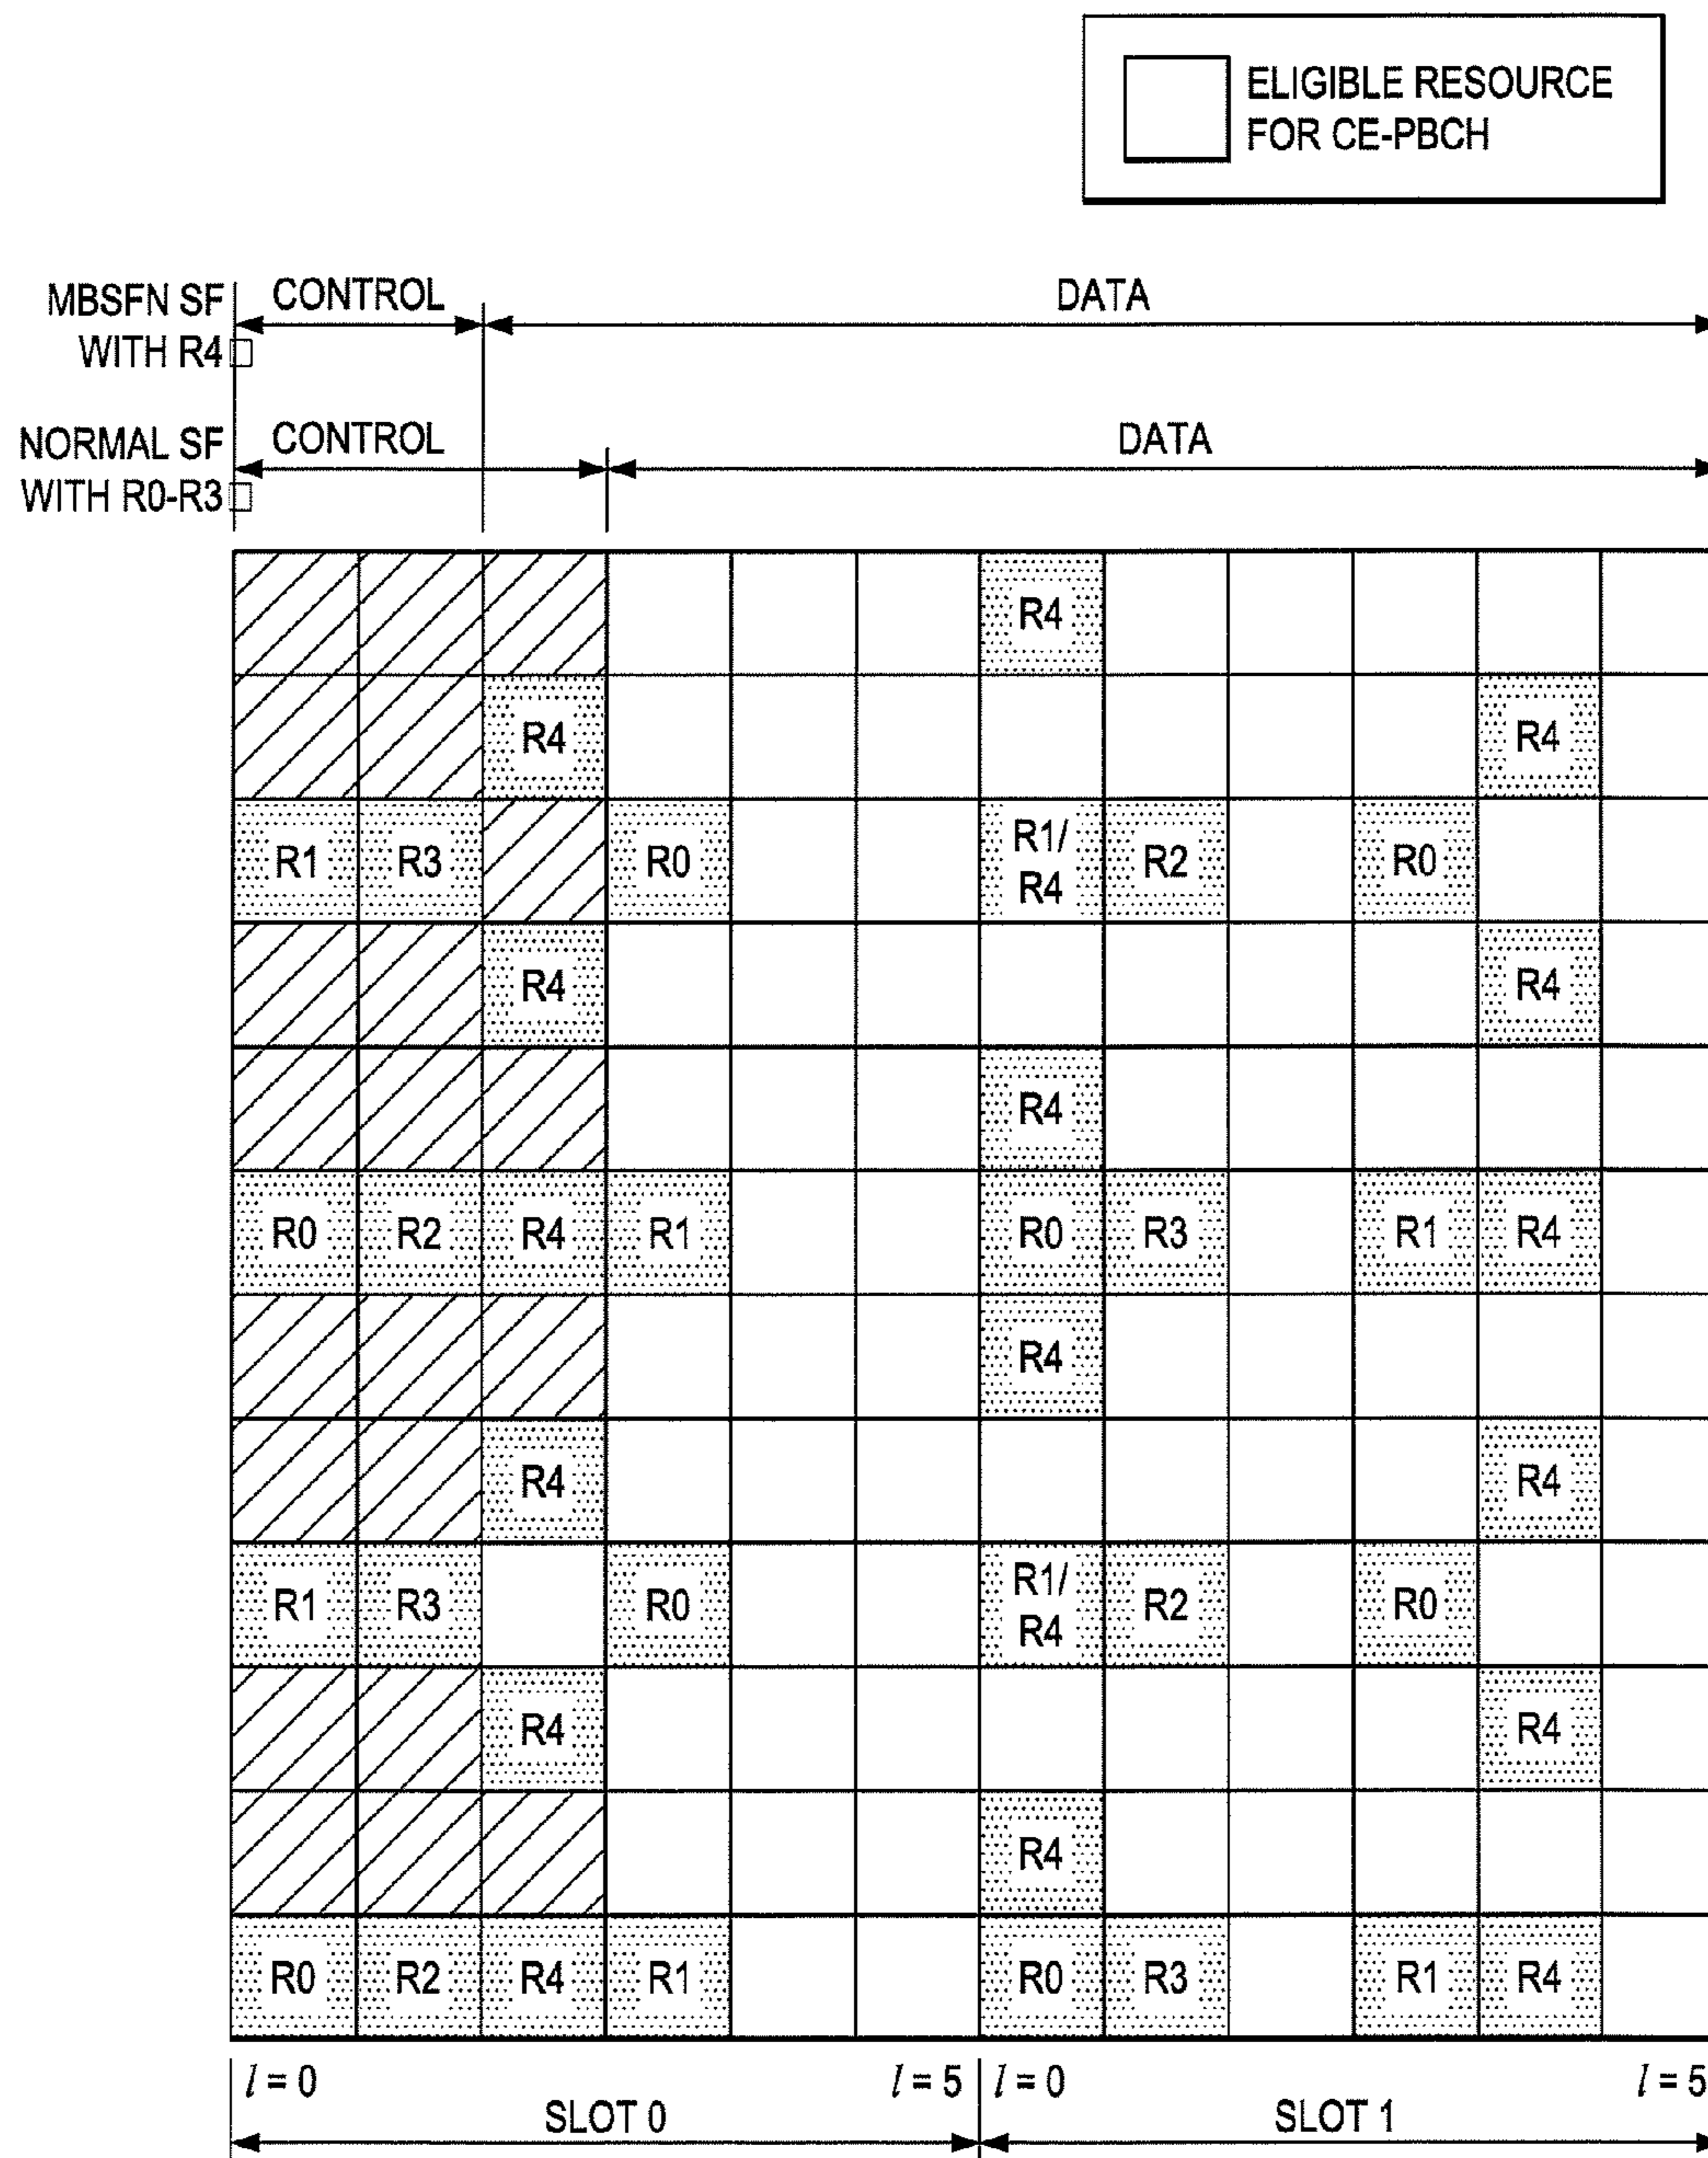 ELIGIBLE RESOURCE
FOR CE-PBCH
MBSFN SF
WITH R4
CONTROL
DATA
NORMAL SF
WITH R0-R3
CONTROL
DATA
R4
R4
R4
R1 R3 R0 R1/ R2 R0
R4
R4 R4
R4
R0 R2 R4 R1 R0 R3 R1 R4
R4
R4 R4
R1 R3 R0 R1/ R2 R0
R4
R4 R4
R4
R0 R2 R4 R1 R0 R3 R1 R4
l = 0 l = 5 l = 0 l = 5
SLOT 0 SLOT 1